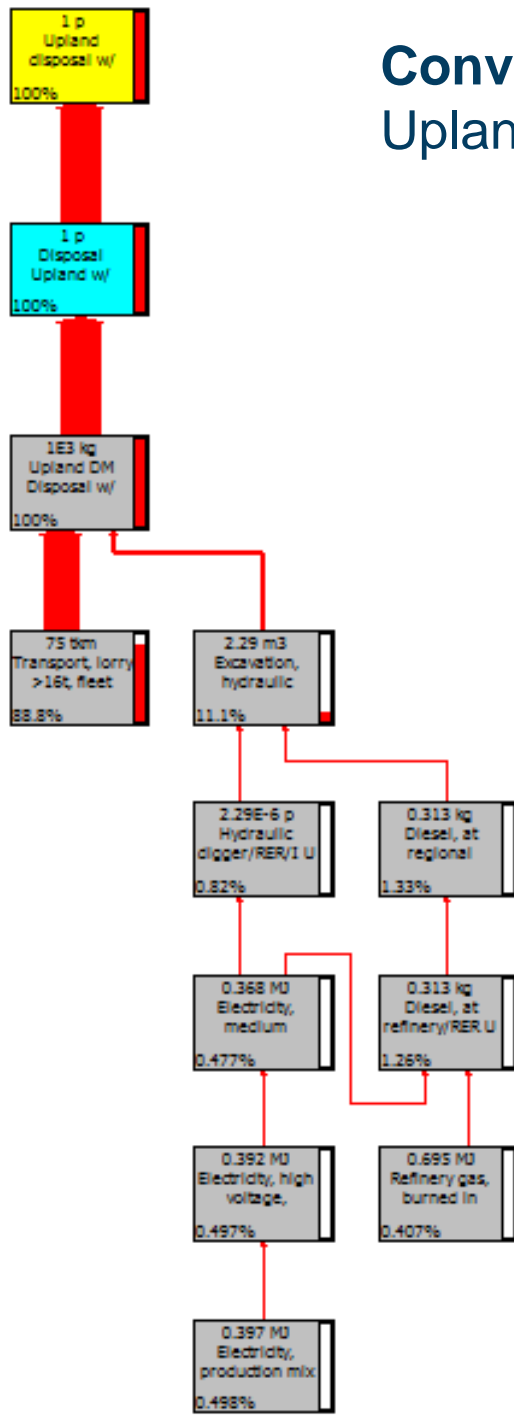 1 p
Upland
disposal w/
100%
Conv
Uplan
1 p
Disposal
Upland w/
100%
1E3 kg
Upland DM
Disposal w/
100%
75 tkm
Transport, lorry
>16t, fleet
88.8%
2.29 m3
Excavation,
hydraulic
11.1%
2.29E-6 p
Hydraulic
digger/RER/I U
0.82%
0.313 kg
Diesel, at
regional
1.33%
0.368 MJ
Electricity,
medium
0.477%
0.313 kg
Diesel, at
refinery/RER U
1.26%
0.392 MJ
Electricity, high
voltage,
0.497%
0.695 MJ
Refinery gas,
burned in
0.407%
0.397 MJ
Electricity,
production mix
0.498%